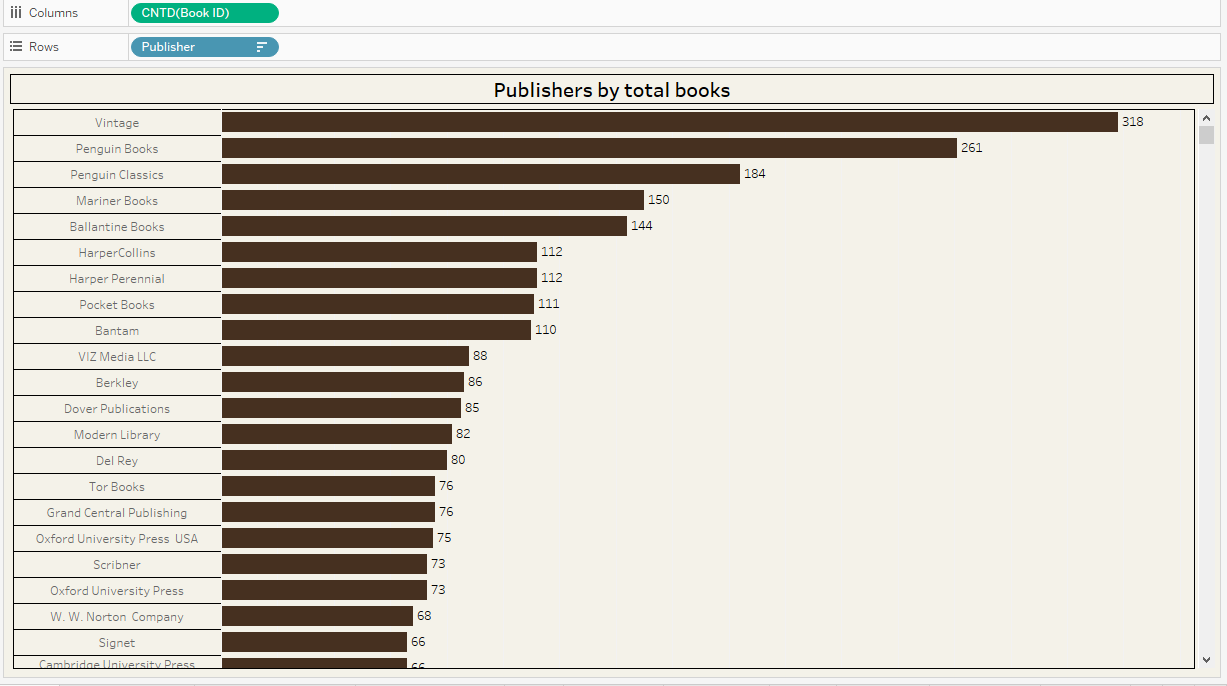 Columns CNTD(Book ID)
Rows Publisher
Publishers by total books
Vintage 318
Penguin Books 261
Penguin Classics 184
Mariner Books 150
Ballantine Books 144
HarperCollins 112
Harper Perennial 112
Pocket Books 111
Bantam 110
VIZ Media LLC 88
Berkley 86
Dover Publications 85
Modern Library 82
Del Rey 80
Tor Books 76
Grand Central Publishing 76
Oxford University Press USA 75
Scribner 73
Oxford University Press 73
W. W. Norton Company 68
Signet 66
Cambridge University Press 66